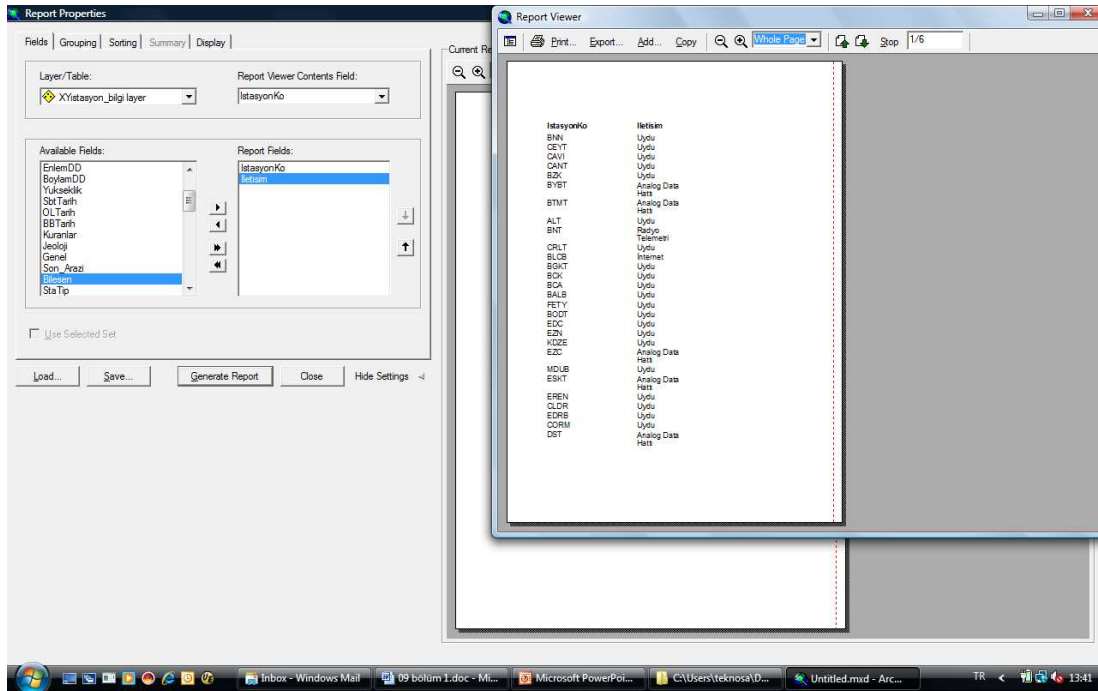 Report Properties
Fields Grouping Sorting Summary Display
Layer/Table:
Report Viewer Contents Field:
XYistasyon_bilgi layer
IstasyonKo
Available Fields:
Report Fields:
EnlemDD
BoylamDD
Yukseklik
SbtTarih
OLTarih
BBTarih
Kuranlar
Jeoloji
Genel
Son_Arazi
Bilesen
StaTip
IstasyonKo
Iletisim
Use Selected Set
Load... Save... Generate Report Close Hide Settings
Current Re
Report Viewer
Print... Export... Add... Copy Whole Page Stop 1/6
IstasyonKo Iletisim
BNN Uydu
CEYT Uydu
CAVI Uydu
CANT Uydu
BZK Uydu
BYBT Analog Data
Hatti
BTMT Analog Data
Hatti
ALT Uydu
BNT Radyo
Telemetri
CRLT Uydu
BLCB Internet
BGKT Uydu
BCK Uydu
BCA Uydu
BALB Uydu
FETY Uydu
BODT Uydu
EDC Uydu
EZN Uydu
KDZE Uydu
EZC Analog Data
Hatti
MDUB Uydu
ESKT Analog Data
Hatti
EREN Uydu
CLDR Uydu
EDRB Uydu
CORM Uydu
DST Analog Data
Hatti
Inbox - Windows Mail 09 bölüm 1.doc - Mi... Microsoft PowerPoi... C:\Users\teknosa\D... Untitled.mxd - Arc... TR 13:41